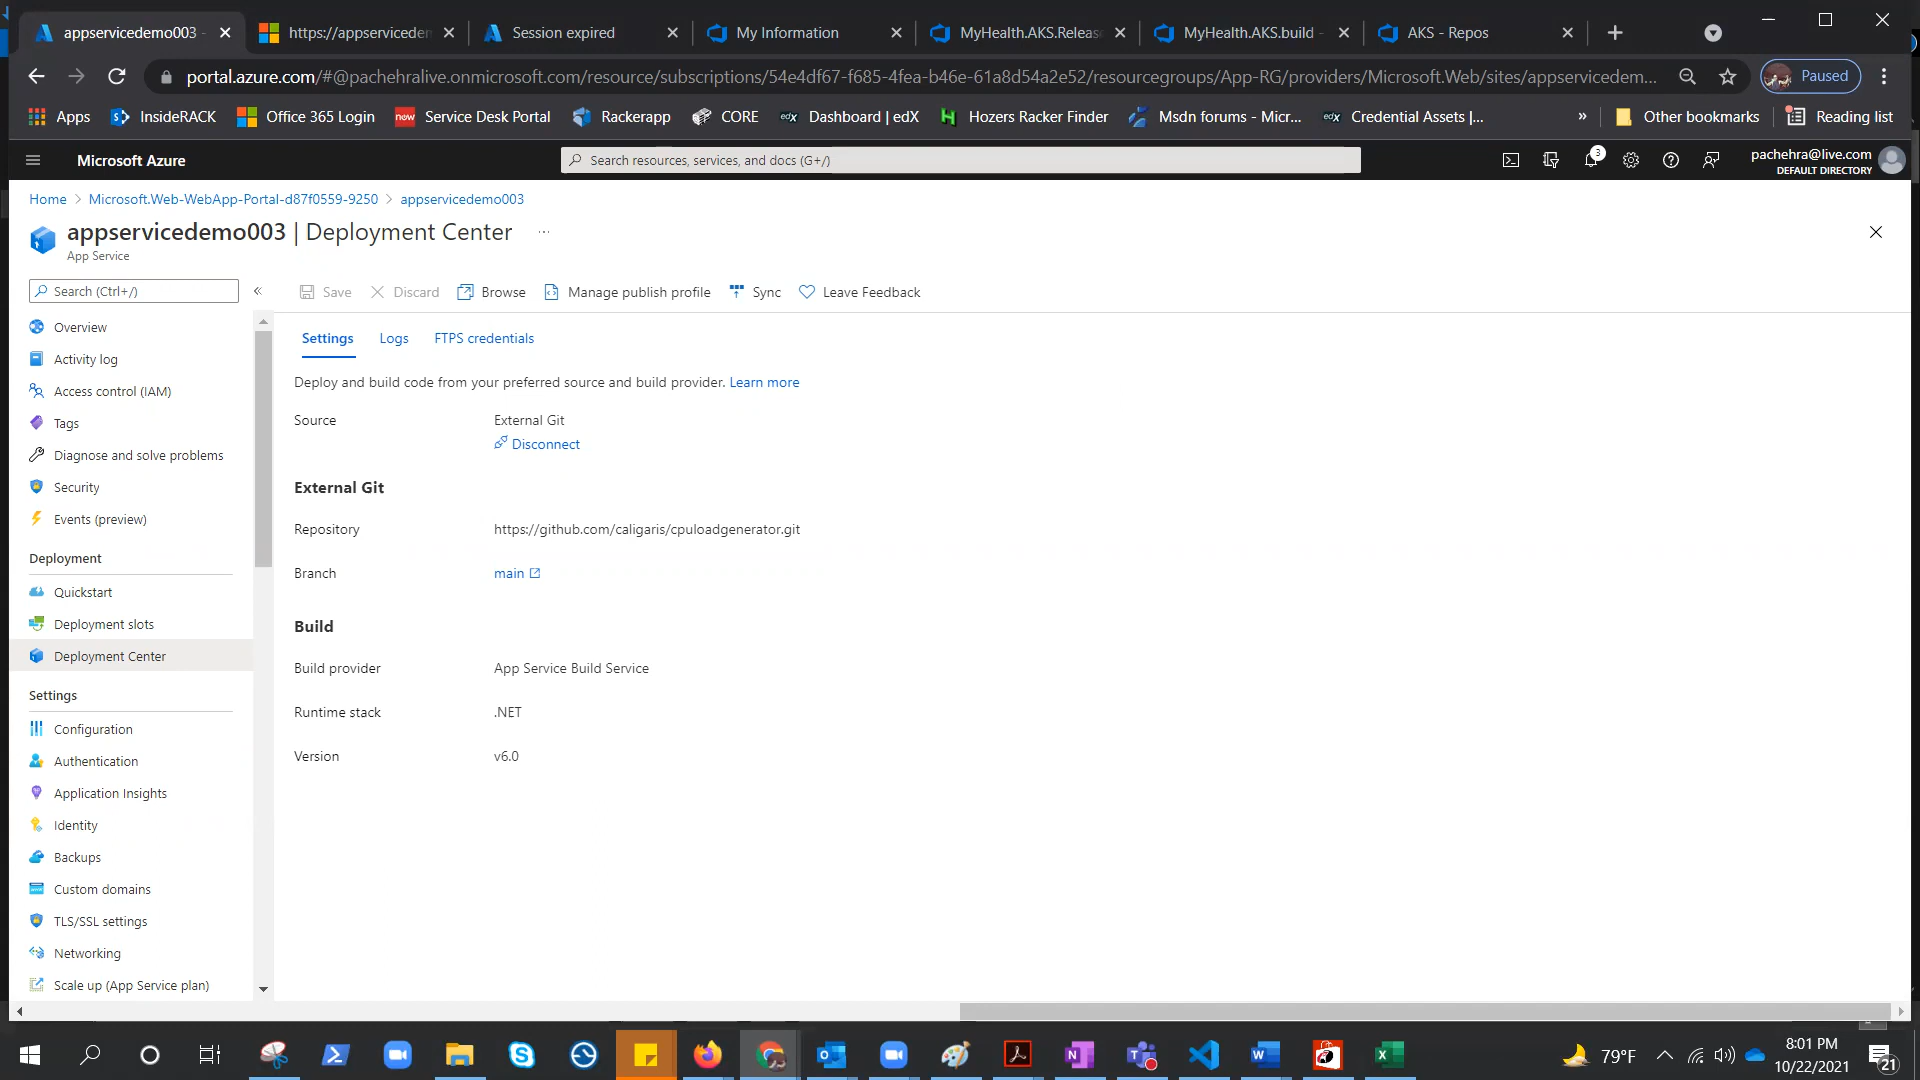 appservicedemo003 -
https://appserviceden
Session expired
My Information
MyHealth.AKS.Release
MyHealth.AKS.build -
AKS - Repos
portal.azure.com/#@pachehralive.onmicrosoft.com/resource/subscriptions/54e4df67-f685-4fea-b46e-61a8d54a2e52/resourcegroups/App-RG/providers/Microsoft.Web/sites/appservicedem...
Paused
Apps
InsideRACK
Office 365 Login
now
Service Desk Portal
Rackerapp
CORE
edX
Dashboard | edX
Hozers Racker Finder
Msdn forums - Micr...
edX
Credential Assets |...
»
Other bookmarks
Reading list
Microsoft Azure
Search resources, services, and docs (G+/)
3
pachehra@live.com
DEFAULT DIRECTORY
Home > Microsoft.Web-WebApp-Portal-d87f0559-9250 > appservicedemo003
appservicedemo003 | Deployment Center ...
App Service
Search (Ctrl+/)
«
Save
Discard
Browse
Manage publish profile
Sync
Leave Feedback
Overview
Activity log
Access control (IAM)
Tags
Diagnose and solve problems
Security
Events (preview)
Deployment
Quickstart
Deployment slots
Deployment Center
Settings
Configuration
Authentication
Application Insights
Identity
Backups
Custom domains
TLS/SSL settings
Networking
Scale up (App Service plan)
Settings
Logs
FTPS credentials
Deploy and build code from your preferred source and build provider. Learn more
Source
External Git
Disconnect
External Git
Repository
https://github.com/caligaris/cpuloadgenerator.git
Branch
main
Build
Build provider
App Service Build Service
Runtime stack
.NET
Version
v6.0
79°F
8:01 PM
10/22/2021
21